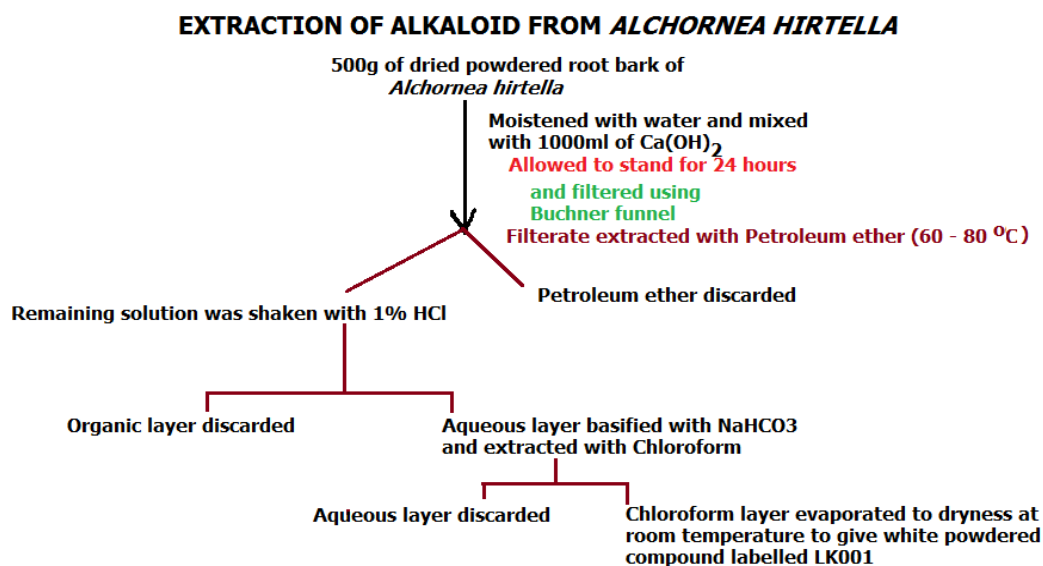 EXTRACTION OF ALKALOID FROM ALCHORNEA HIRTELLA
500g of dried powdered root bark of
Alchornea hirtella
Moistened with water and mixed
with 1000ml of Ca(OH)2
Allowed to stand for 24 hours
and filtered using
Buchner funnel
Filterate extracted with Petroleum ether (60 - 80 ⁰C)
Petroleum ether discarded
Remaining solution was shaken with 1% HCl
Organic layer discarded
Aqueous layer basified with NaHCO3
and extracted with Chloroform
Aqueous layer discarded
Chloroform layer evaporated to dryness at
room temperature to give white powdered
compound labelled LK001